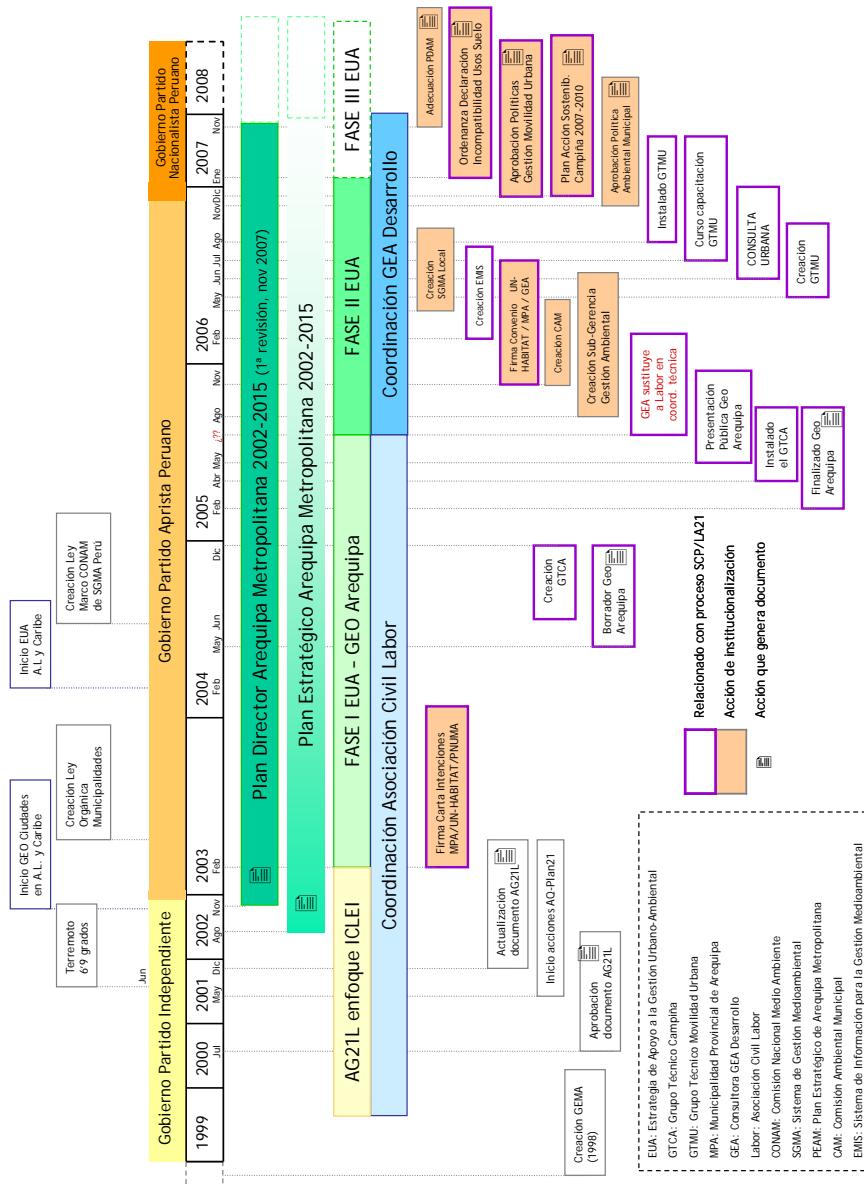 Terremoto
6'9 grados
Jun
Inicio GEO Ciudades
en A.L. y Caribe
Creación Ley
Orgánica
Municipalidades
Inicio EUA
A.L y Caribe
Creación Ley
Marco CONAM
de SGMA Perú
Gobierno Partido Independiente
Gobierno Partido Aprista Peruano
Gobierno Partido
Nacionalista Peruano
1999
2000
2001
2002
2003
2004
2005
2006
2007
2008
Jul
May
Dic
Ago
Nov
Feb
Feb
May
Jun
Dic
Feb
Abr
May
¿??
Ago
Nov
Feb
May
Jun
Jul
Ago
Nov
Dic
Ene
Nov
Plan Director Arequipa Metropolitana 2002-2015 (1ª revisión, nov 2007)
Plan Estratégico Arequipa Metropolitana 2002-2015
AG21L enfoque ICLEI
FASE I EUA - GEO Arequipa
FASE II EUA
FASE III EUA
Coordinación Asociación Civil Labor
Coordinación GEA Desarrollo
Creación GEMA
(1998)
Aprobación
documento AG21L
Inicio acciones AQ-Plan21
Actualización
documento AG21L
Firma Carta Intenciones
MPA/UN-HABITAT/PNUMA
Borrador Geo
Arequipa
Creación
GTCA
Finalizado Geo
Arequipa
Instalado
el GTCA
Presentación
Pública Geo
Arequipa
GEA sustituye
a Labor en
coord. técnica
Creación Sub-Gerencia
Gestión Ambiental
Creación CAM
Firma Convenio UN-
HABITAT / MPA / GEA
Creación EMIS
Creación
SGMA Local
Creación
GTMU
CONSULTA
URBANA
Curso capacitación
GTMU
Instalado GTMU
Aprobación Política
Ambiental Municipal
Plan Acción Sostenib.
Campiña 2007-2010
Aprobación Políticas
Gestión Movilidad Urbana
Ordenanza Declaración
Incompatibilidad Usos Suelo
Adecuación PDAM
Relacionado con proceso SCP/LA21
Acción de Institucionalización
Acción que genera documento
EUA: Estrategia de Apoyo a la Gestión Urbano-Ambiental
GTCA: Grupo Técnico Campiña
GTMU: Grupo Técnico Movilidad Urbana
MPA: Municipalidad Provincial de Arequipa
GEA: Consultora GEA Desarrollo
Labor: Asociación Civil Labor
CONAM: Comisión Nacional Medio Ambiente
SGMA: Sistema de Gestión Medioambiental
PEAM: Plan Estratégico de Arequipa Metropolitana
CAM: Comisión Ambiental Municipal
EMIS: Sistema de Información para la Gestión Medioambiental